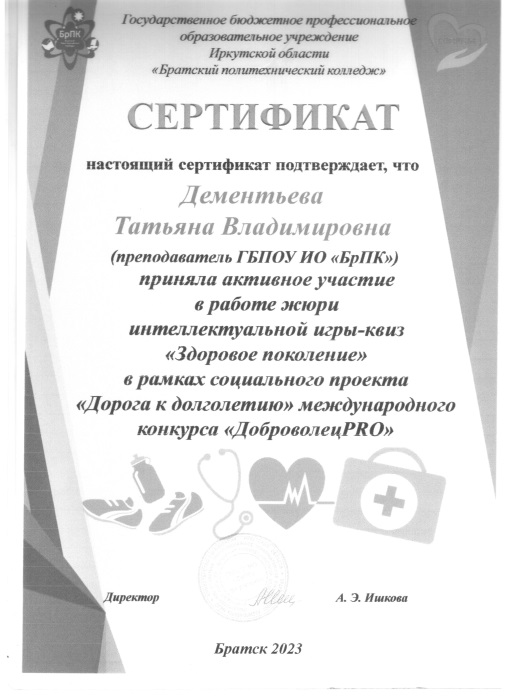 БрПК
Государственное бюджетное профессиональное
образовательное учреждение
Иркутской области
«Братский политехнический колледж»
СЕРТИФИКАТ
настоящий сертификат подтверждает, что
Дементьева
Татьяна Владимировна
(преподаватель ГБПОУ ИО «БрПК»)
приняла активное участие
в работе жюри
интеллектуальной игры-квиз
«Здоровое поколение»
в рамках социального проекта
«Дорога к долголетию» международного
конкурса «ДоброволецPRO»
Директор
А. Э. Ишкова
Братск 2023